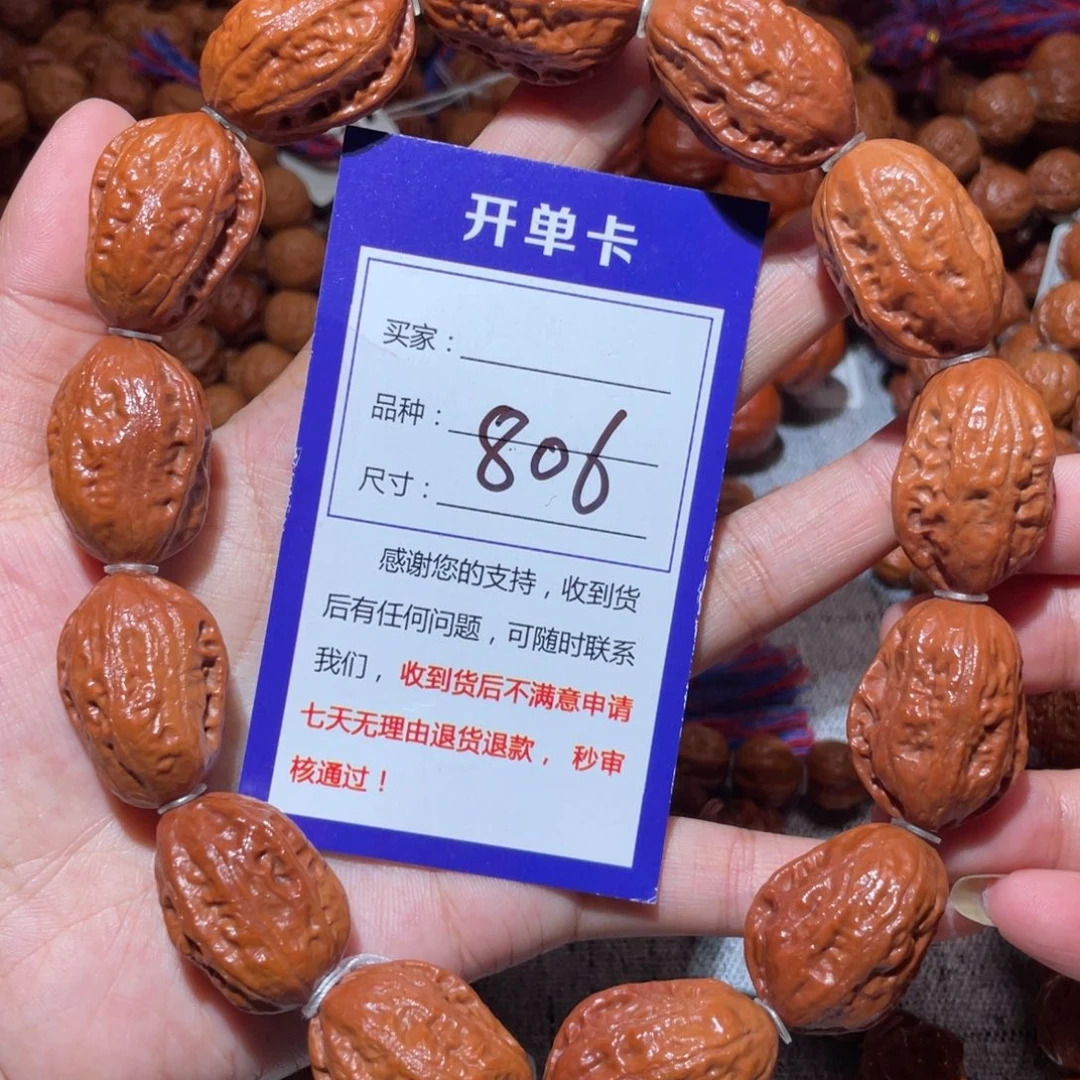 开单卡
买家：
品种：
806
尺寸：
感谢您的支持，收到货
后有任何问题，可随时联系
我们，收到货后不满意申请
七天无理由退货退款，秒审
核通过！